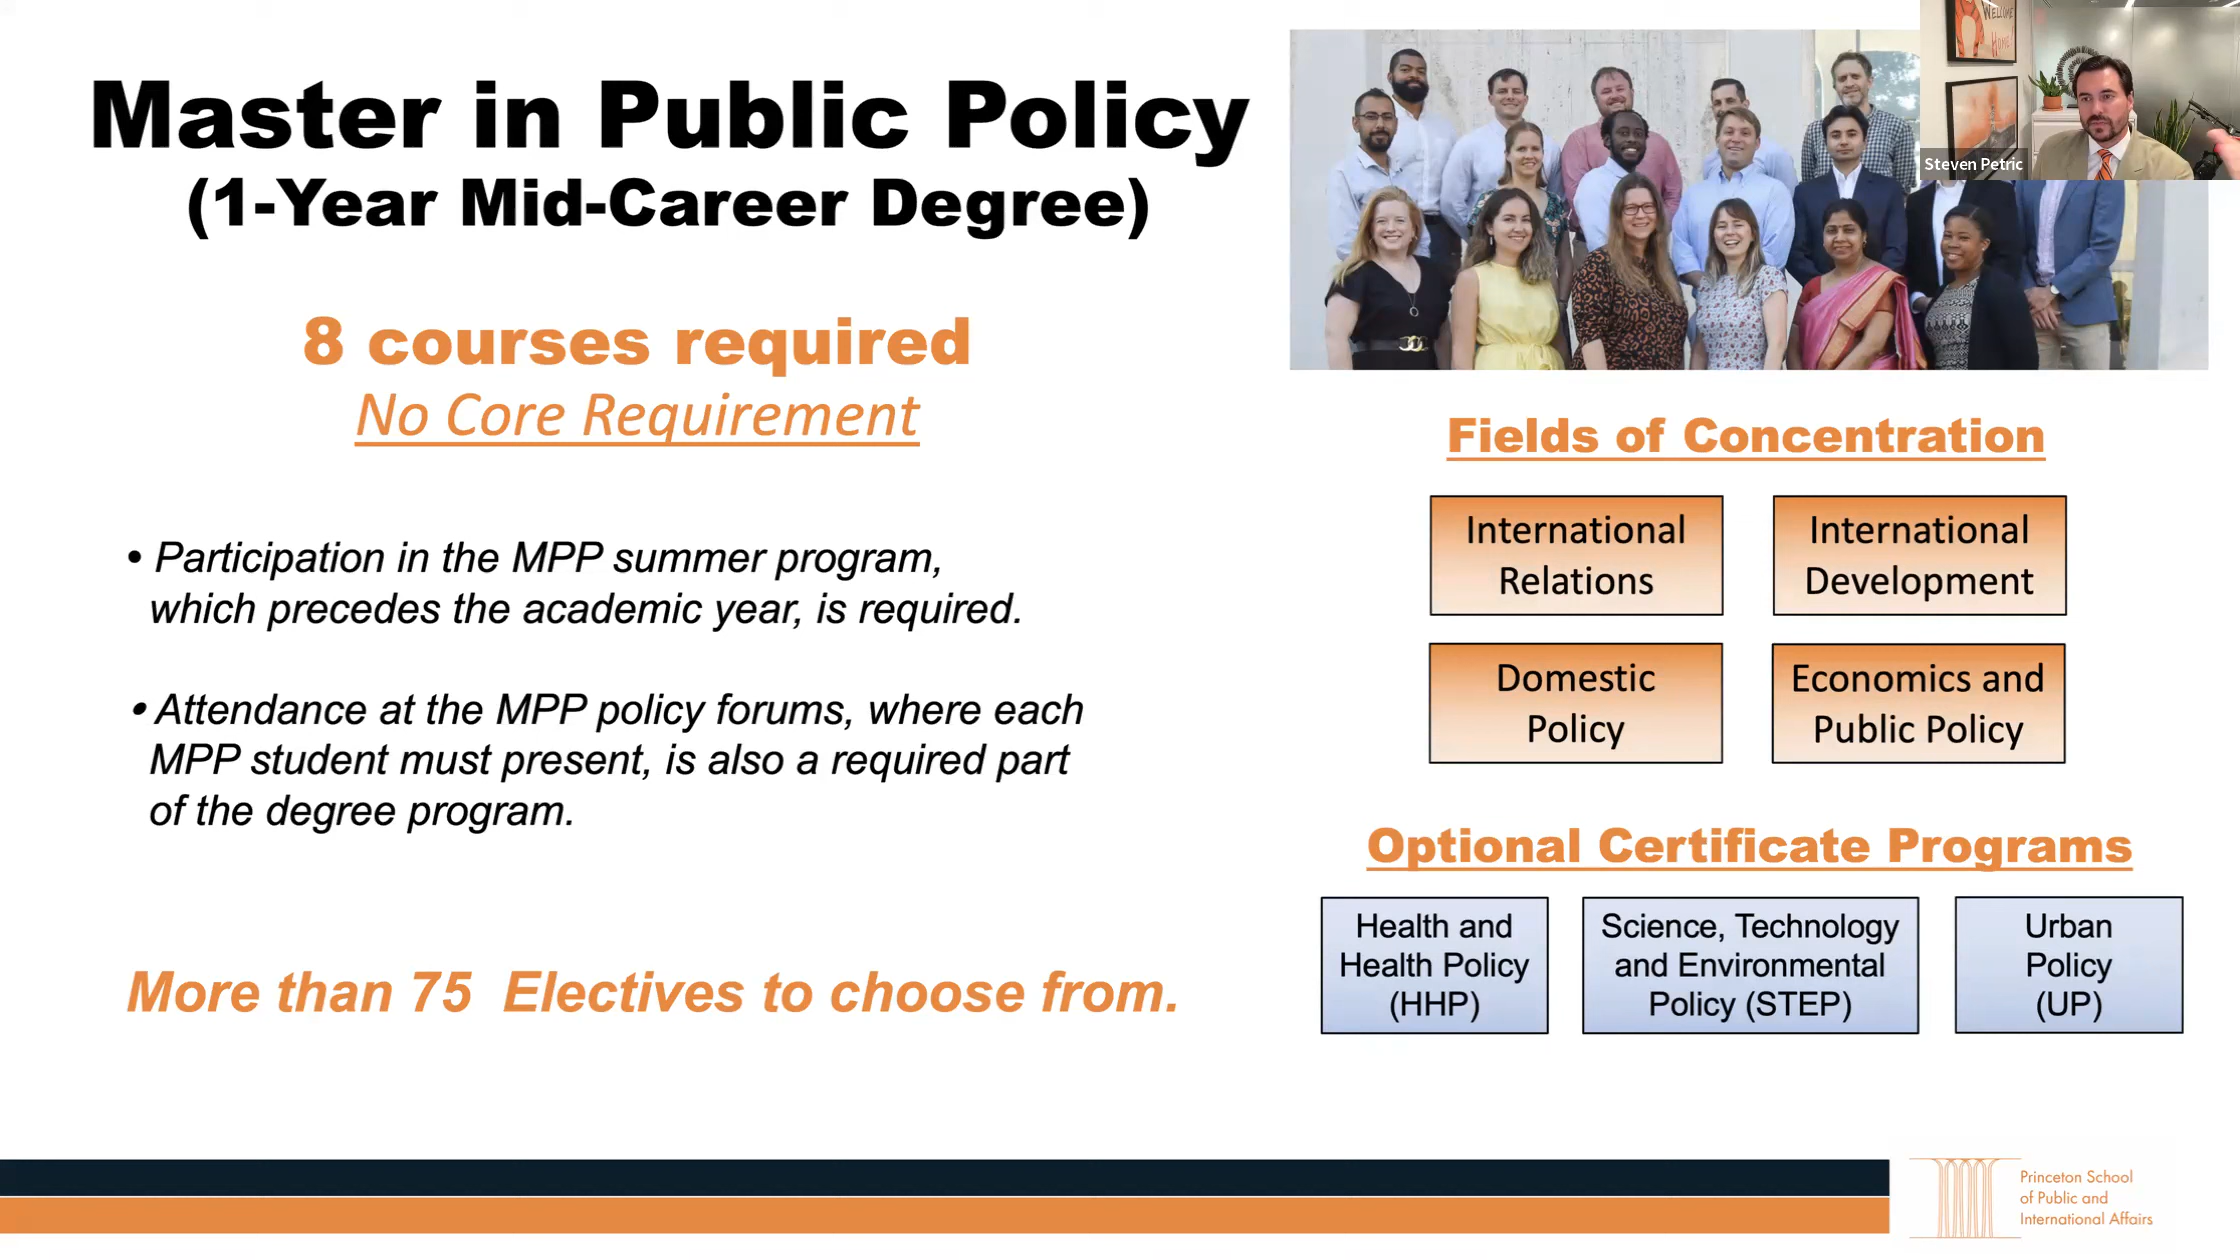 Master in Public Policy
(1-Year Mid-Career Degree)
8 courses required
No Core Requirement
• Participation in the MPP summer program,
which precedes the academic year, is required.
• Attendance at the MPP policy forums, where each
MPP student must present, is also a required part
of the degree program.
More than 75 Electives to choose from.
WELCOME
HOME
Steven Petric
Fields of Concentration
International
Relations
International
Development
Domestic
Policy
Economics and
Public Policy
Optional Certificate Programs
Health and
Health Policy
(HHP)
Science, Technology
and Environmental
Policy (STEP)
Urban
Policy
(UP)
Princeton School
of Public and
International Affairs